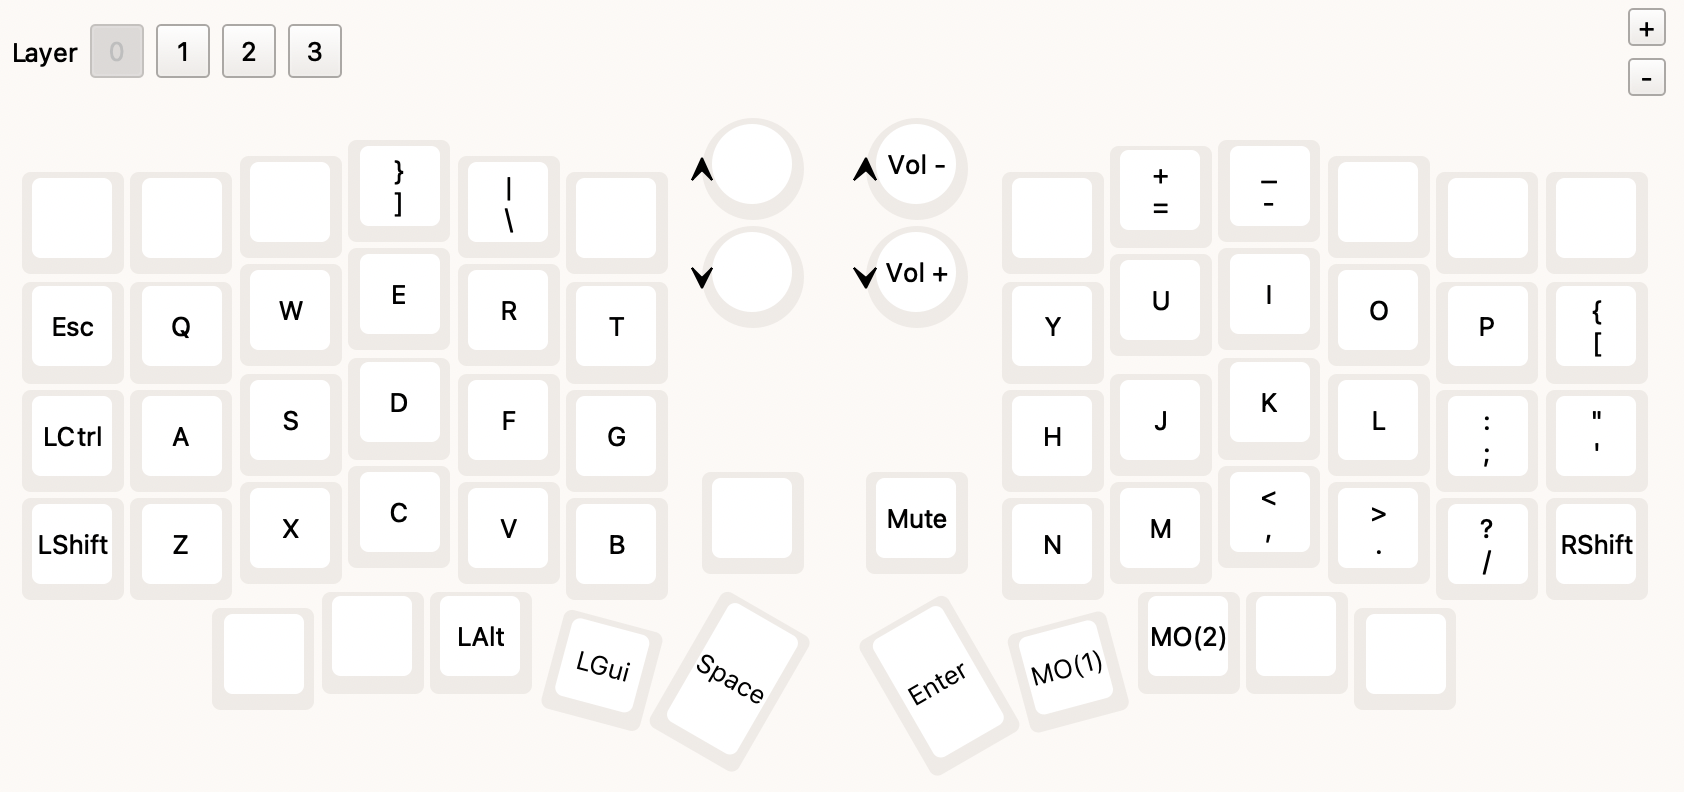 Layer 0 1 2 3
+
-
}
]
|
\
Vol -
+
=
_
-
Vol +
Esc Q W E R T
Y U I O P
{
[
LCtrl A S D F G
H J K L
:
;
"
'
LShift Z X C V B
Mute
N M
<
,
>
.
?
/
RShift
LAlt LGui Space
Enter MO(1) MO(2)